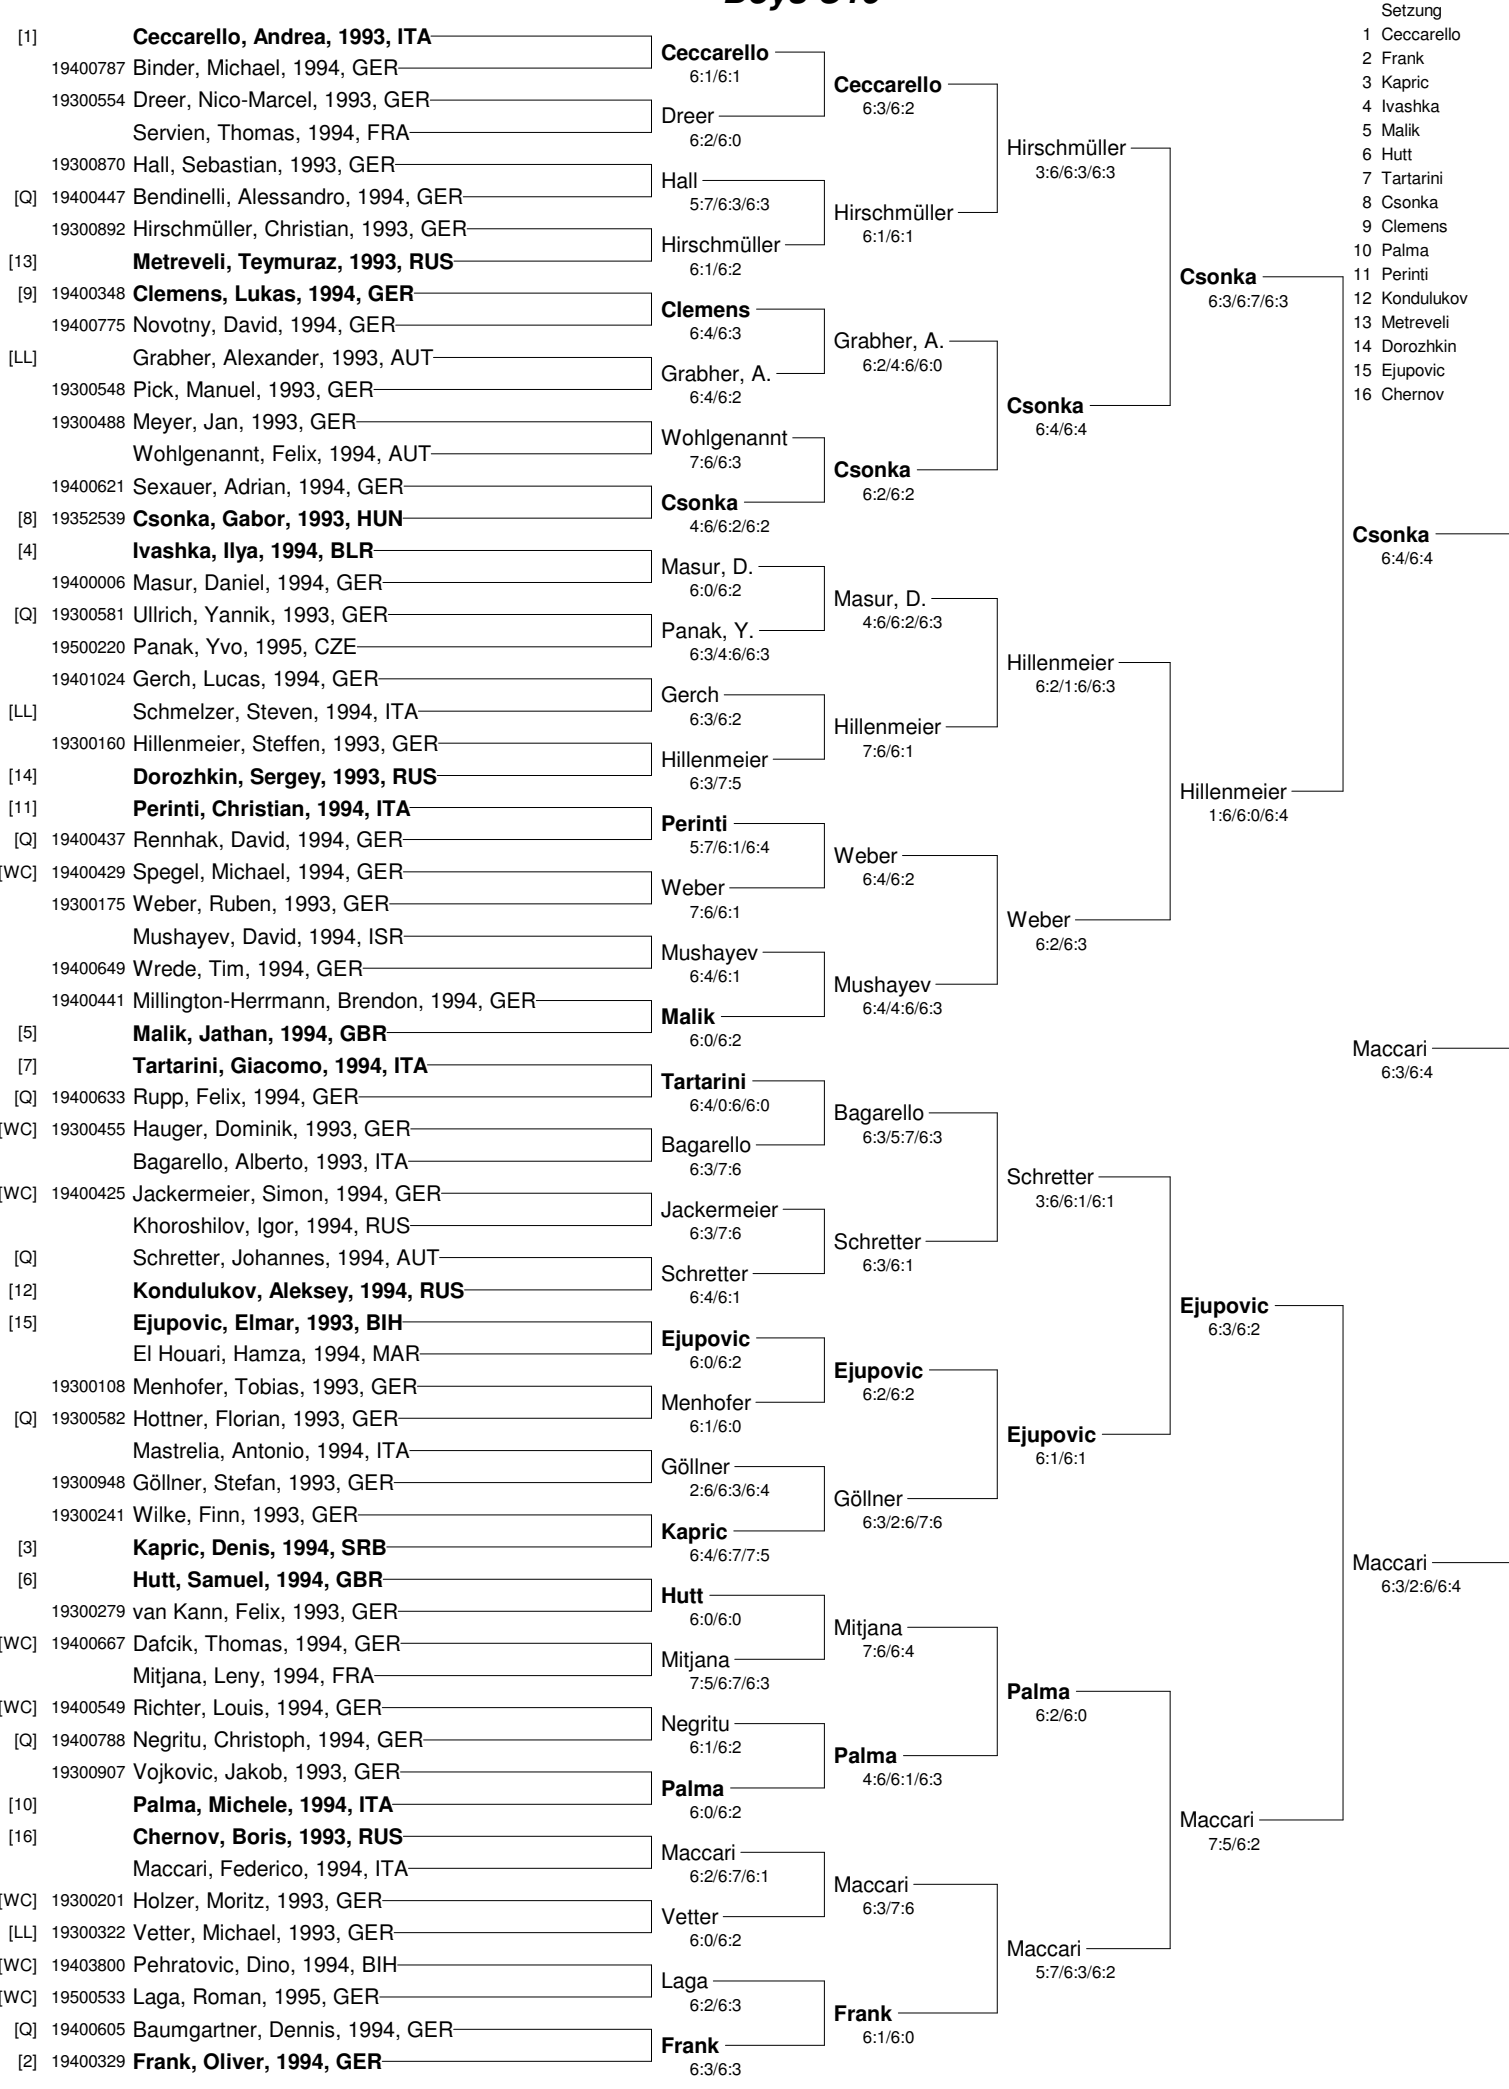 Boys
[1] Ceccarello, Andrea, 1993, ITA
19400787 Binder, Michael, 1994, GER
19300554 Dreer, Nico-Marcel, 1993, GER
Servien, Thomas, 1994, FRA
19300870 Hall, Sebastian, 1993, GER
[Q] 19400447 Bendinelli, Alessandro, 1994, GER
19300892 Hirschmüller, Christian, 1993, GER
[13] Metreveli, Teymuraz, 1993, RUS
[9] 19400348 Clemens, Lukas, 1994, GER
19400775 Novotny, David, 1994, GER
[LL] Grabher, Alexander, 1993, AUT
19300548 Pick, Manuel, 1993, GER
19300488 Meyer, Jan, 1993, GER
Wohlgenannt, Felix, 1994, AUT
19400621 Sexauer, Adrian, 1994, GER
[8] 19352539 Csonka, Gabor, 1993, HUN
[4] Ivashka, Ilya, 1994, BLR
19400006 Masur, Daniel, 1994, GER
[Q] 19300581 Ullrich, Yannik, 1993, GER
19500220 Panak, Yvo, 1995, CZE
19401024 Gerch, Lucas, 1994, GER
[LL] Schmelzer, Steven, 1994, ITA
19300160 Hillenmeier, Steffen, 1993, GER
[14] Dorozhkin, Sergey, 1993, RUS
[11] Perinti, Christian, 1994, ITA
[Q] 19400437 Rennhak, David, 1994, GER
[WC] 19400429 Spegel, Michael, 1994, GER
19300175 Weber, Ruben, 1993, GER
Mushayev, David, 1994, ISR
19400649 Wrede, Tim, 1994, GER
19400441 Millington-Herrmann, Brendon, 1994, GER
[5] Malik, Jathan, 1994, GBR
[7] Tartarini, Giacomo, 1994, ITA
[Q] 19400633 Rupp, Felix, 1994, GER
[WC] 19300455 Hauger, Dominik, 1993, GER
Bagarello, Alberto, 1993, ITA
[WC] 19400425 Jackermeier, Simon, 1994, GER
Khoroshilov, Igor, 1994, RUS
[Q] Schretter, Johannes, 1994, AUT
[12] Kondulukov, Aleksey, 1994, RUS
[15] Ejupovic, Elmar, 1993, BIH
El Houari, Hamza, 1994, MAR
19300108 Menhofer, Tobias, 1993, GER
[Q] 19300582 Hottner, Florian, 1993, GER
Mastrelia, Antonio, 1994, ITA
19300948 Göllner, Stefan, 1993, GER
19300241 Wilke, Finn, 1993, GER
[3] Kapric, Denis, 1994, SRB
[6] Hutt, Samuel, 1994, GBR
19300279 van Kann, Felix, 1993, GER
[WC] 19400667 Dafcik, Thomas, 1994, GER
Mitjana, Leny, 1994, FRA
[WC] 19400549 Richter, Louis, 1994, GER
[Q] 19400788 Negritu, Christoph, 1994, GER
19300907 Vojkovic, Jakob, 1993, GER
[10] Palma, Michele, 1994, ITA
[16] Chernov, Boris, 1993, RUS
Maccari, Federico, 1994, ITA
[WC] 19300201 Holzer, Moritz, 1993, GER
[LL] 19300322 Vetter, Michael, 1993, GER
[WC] 19403800 Pehratovic, Dino, 1994, BIH
[WC] 19500533 Laga, Roman, 1995, GER
[Q] 19400605 Baumgartner, Dennis, 1994, GER
[2] 19400329 Frank, Oliver, 1994, GER
Ceccarello
6:1/6:1
Dreer
6:2/6:0
Hall
5:7/6:3/6:3
Hirschmüller
6:1/6:2
Clemens
6:4/6:3
Grabher, A.
6:4/6:2
Wohlgenannt
7:6/6:3
Csonka
4:6/6:2/6:2
Masur, D.
6:0/6:2
Panak, Y.
6:3/4:6/6:3
Gerch
6:3/6:2
Hillenmeier
6:3/7:5
Perinti
5:7/6:1/6:4
Weber
7:6/6:1
Mushayev
6:4/6:1
Malik
6:0/6:2
Tartarini
6:4/0:6/6:0
Bagarello
6:3/7:6
Jackermeier
6:3/7:6
Schretter
6:4/6:1
Ejupovic
6:0/6:2
Menhofer
6:1/6:0
Göllner
2:6/6:3/6:4
Kapric
6:4/6:7/7:5
Hutt
6:0/6:0
Mitjana
7:5/6:7/6:3
Negritu
6:1/6:2
Palma
6:0/6:2
Maccari
6:2/6:7/6:1
Vetter
6:0/6:2
Laga
6:2/6:3
Frank
6:3/6:3
Ceccarello
6:3/6:2
Hirschmüller
6:1/6:1
Grabher, A.
6:2/4:6/6:0
Csonka
6:2/6:2
Masur, D.
4:6/6:2/6:3
Hillenmeier
7:6/6:1
Weber
6:4/6:2
Mushayev
6:4/4:6/6:3
Bagarello
6:3/5:7/6:3
Schretter
6:3/6:1
Ejupovic
6:2/6:2
Göllner
6:3/2:6/7:6
Mitjana
7:6/6:4
Palma
4:6/6:1/6:3
Maccari
6:3/7:6
Frank
6:1/6:0
Hirschmüller
3:6/6:3/6:3
Csonka
6:4/6:4
Hillenmeier
6:2/1:6/6:3
Weber
6:2/6:3
Schretter
3:6/6:1/6:1
Ejupovic
6:1/6:1
Palma
6:2/6:0
Maccari
5:7/6:3/6:2
Csonka
6:3/6:7/6:3
Hillenmeier
1:6/6:0/6:4
Ejupovic
6:3/6:2
Maccari
7:5/6:2
Csonka
6:4/6:4
Maccari
6:3/6:4
Maccari
6:3/2:6/6:4
Setzung
1 Ceccarello
2 Frank
3 Kapric
4 Ivashka
5 Malik
6 Hutt
7 Tartarini
8 Csonka
9 Clemens
10 Palma
11 Perinti
12 Kondulukov
13 Metreveli
14 Dorozhkin
15 Ejupovic
16 Chernov